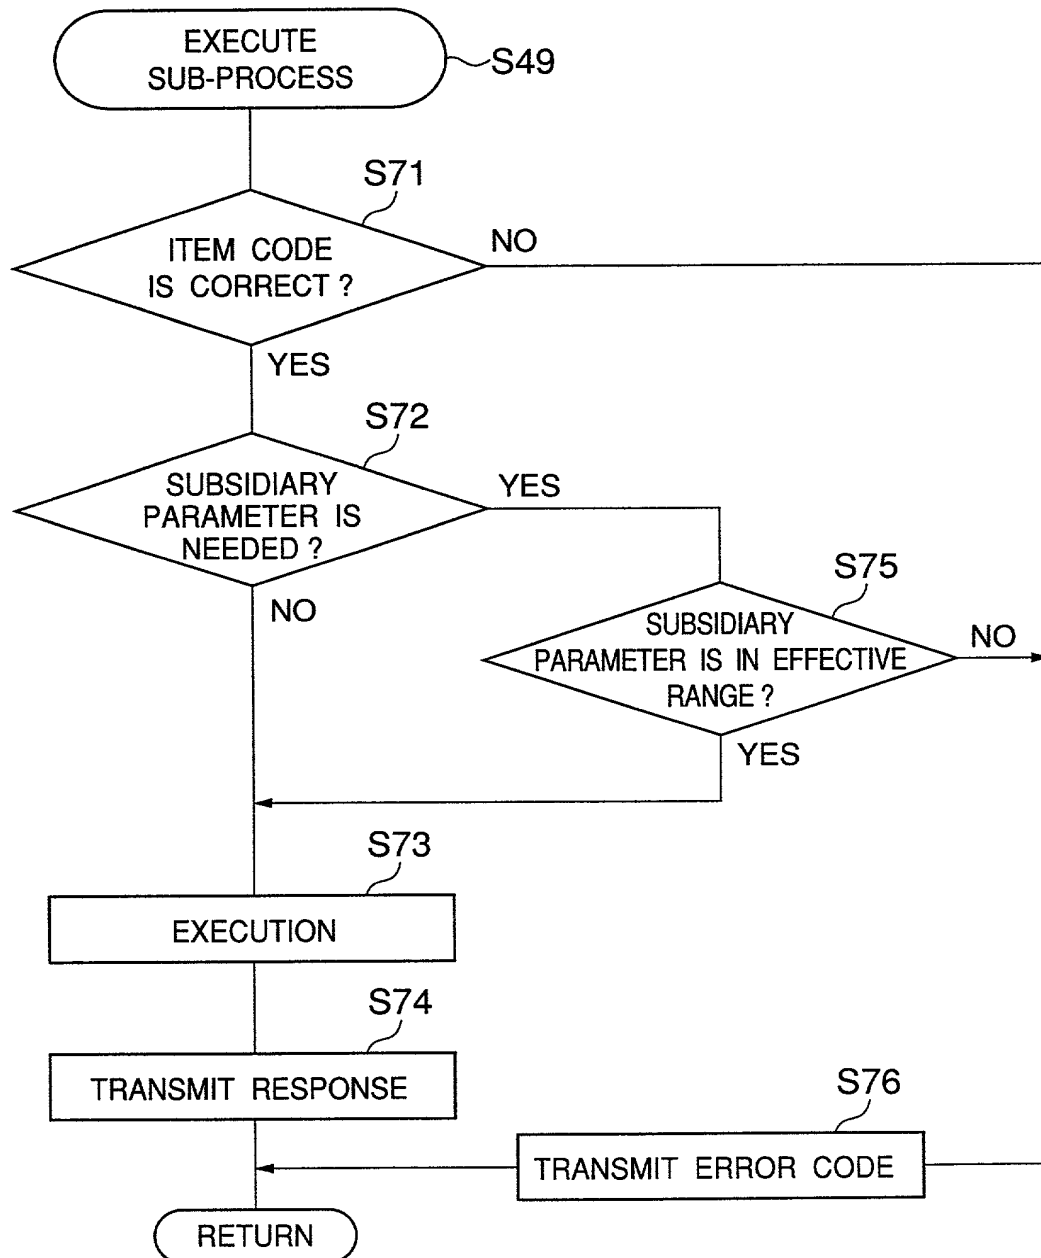 EXECUTE
SUB-PROCESS
S49
S71
ITEM CODE
IS CORRECT ?
NO
YES
S72
SUBSIDIARY
PARAMETER IS
NEEDED ?
YES
NO
S75
SUBSIDIARY
PARAMETER IS IN EFFECTIVE
RANGE ?
NO
YES
S73
EXECUTION
S74
TRANSMIT RESPONSE
S76
TRANSMIT ERROR CODE
RETURN